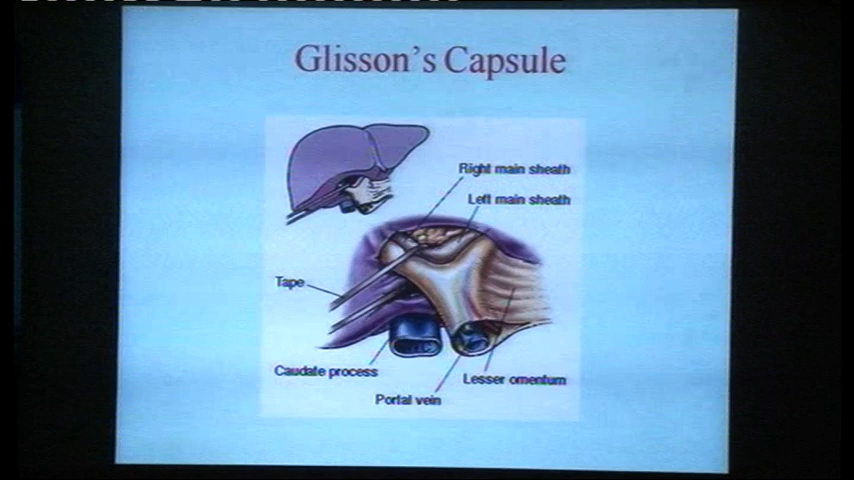 Glisson's Capsule
Right main sheath
Left main sheath
Tape
Caudate process
Lesser omentum
Portal vein